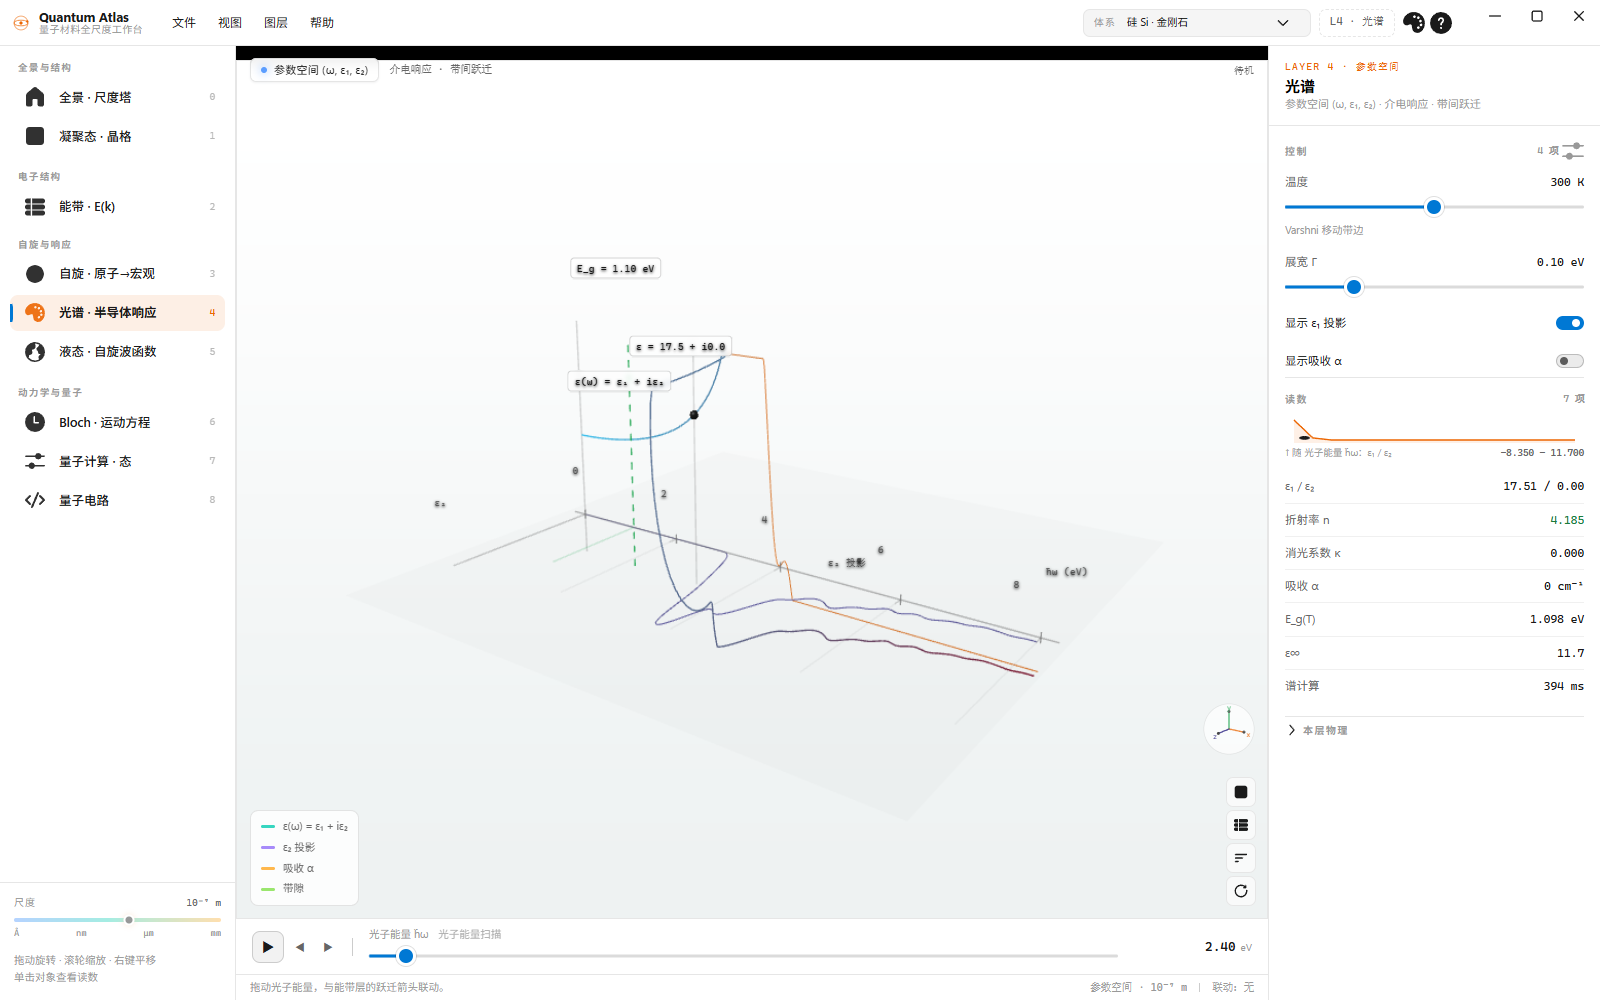 Quantum Atlas
量子材料全尺度工作台
文件 视图 图层 帮助
体系 硅 Si · 金刚石
L4 · 光谱
全景与结构
全景 · 尺度塔 0
凝聚态 · 晶格 1
电子结构
能带 · E(k) 2
自旋与响应
自旋 · 原子→宏观 3
光谱 · 半导体响应 4
液态 · 自旋波函数 5
动力学与量子
Bloch · 运动方程 6
量子计算 · 态 7
量子电路 8
尺度 10⁻⁹ m
Å nm μm mm
拖动旋转 · 滚轮缩放 · 右键平移
单击对象查看读数
参数空间 (ω, ε₁, ε₂) 介电响应 · 带间跃迁 待机
E_g = 1.10 eV
ε = 17.5 + i0.0
ε(ω) = ε₁ + iε₂
0
2
4
6
8
ħω (eV)
投影
ε(ω) = ε₁ + iε₂
ε₂ 投影
吸收 α
带隙
光子能量 ħω 光子能量扫描
2.40 eV
拖动光子能量，与能带层的跃迁箭头联动。
参数空间 · 10⁻⁹ m | 联动: 无
LAYER 4 · 参数空间
光谱
参数空间 (ω, ε₁, ε₂) · 介电响应 · 带间跃迁
控制 4 项
温度 300 K
Varshni 移动带边
展宽 Γ 0.10 eV
显示 ε₁ 投影
显示吸收 α
读数 7 项
↑ 随 光子能量 ħω: ε₁ / ε₂ −8.350 – 11.700
ε₁ / ε₂ 17.51 / 0.00
折射率 n 4.185
消光系数 κ 0.000
吸收 α 0 cm⁻¹
E_g(T) 1.098 eV
ε∞ 11.7
谱计算 394 ms
本层物理